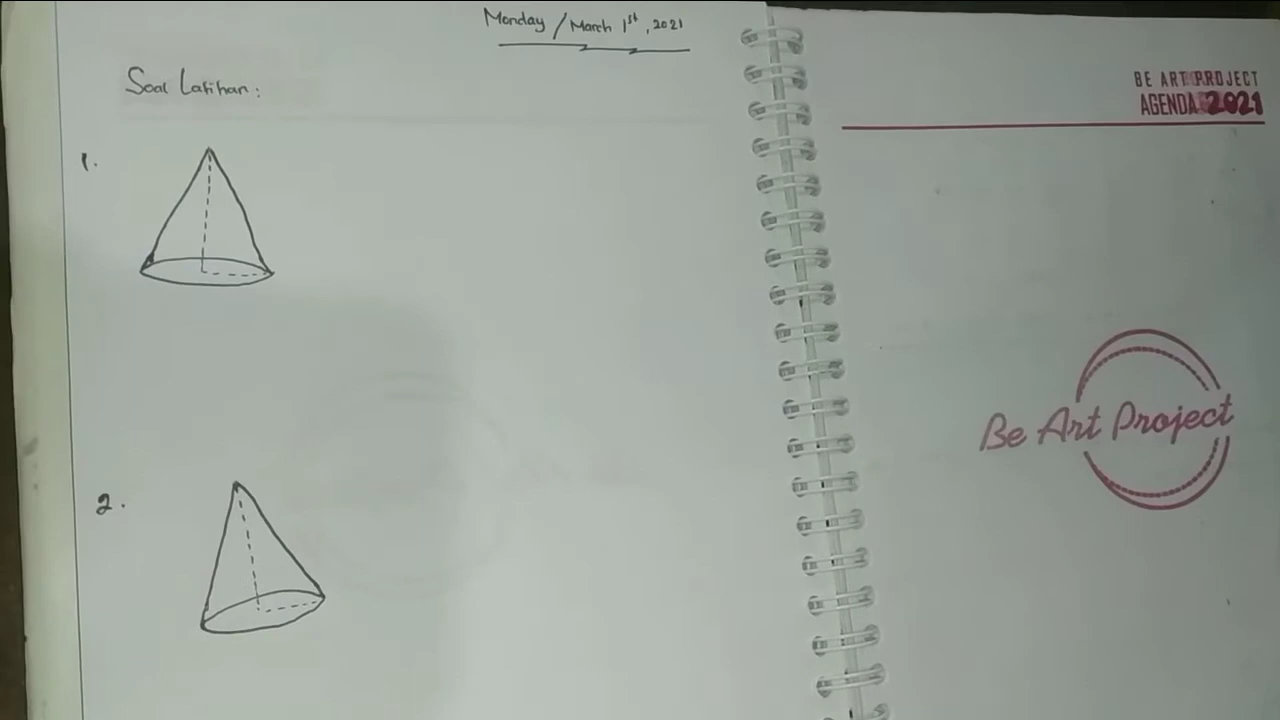 Monday / March 1st, 2021
Soal Latihan :
1.
2.
BE ART PROJECT
AGENDA 2021
Be Art Project